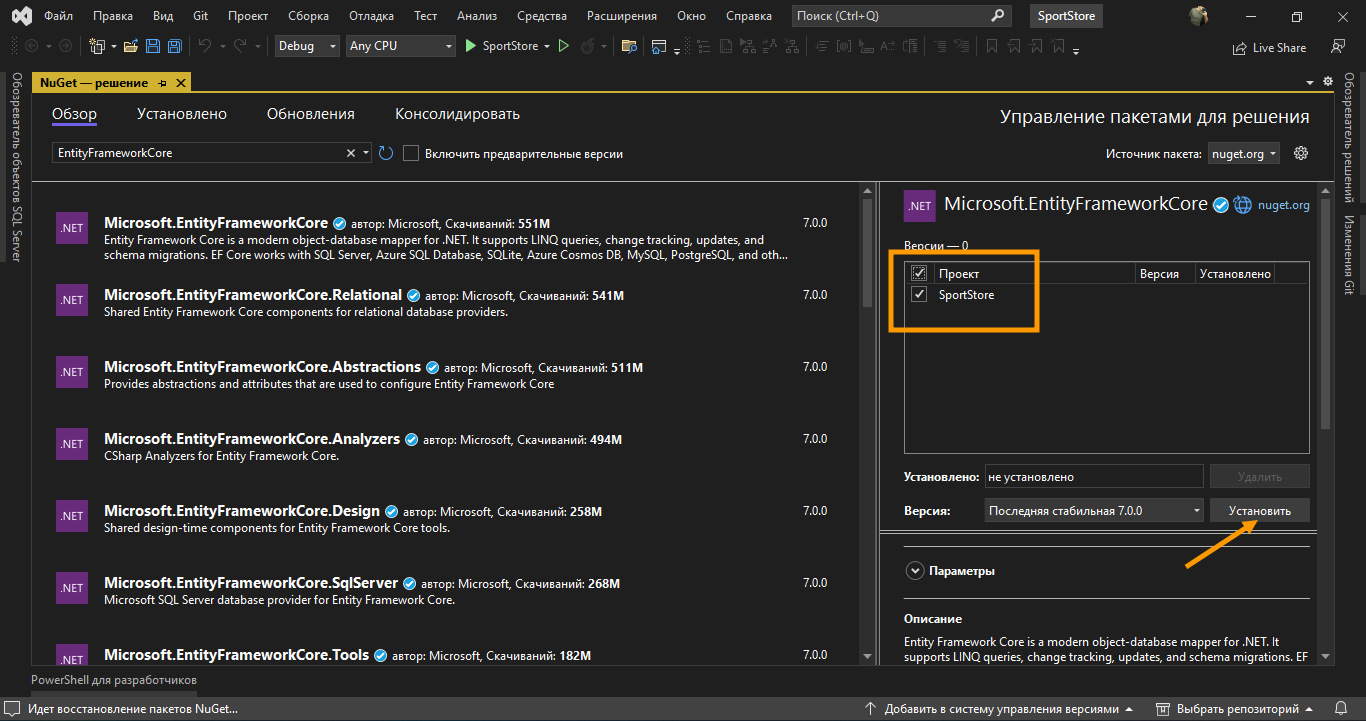 Файл Правка Вид Git Проект Сборка Отладка Тест Анализ Средства Расширения Окно Справка Поиск (Ctrl+Q) SportStore
Debug Any CPU SportStore Live Share
NuGet — решение
Обозреватель объектов SQL Server
Обзор Установлено Обновления Консолидировать
Управление пакетами для решения
EntityFrameworkCore
Включить предварительные версии
Источник пакета: nuget.org
.NET
Microsoft.EntityFrameworkCore автор: Microsoft, Скачиваний: 551M 7.0.0
Entity Framework Core is a modern object-database mapper for .NET. It supports LINQ queries, change tracking, updates, and
schema migrations. EF Core works with SQL Server, Azure SQL Database, SQLite, Azure Cosmos DB, MySQL, PostgreSQL, and oth...
.NET
Microsoft.EntityFrameworkCore.Relational автор: Microsoft, Скачиваний: 541M 7.0.0
Shared Entity Framework Core components for relational database providers.
.NET
Microsoft.EntityFrameworkCore.Abstractions автор: Microsoft, Скачиваний: 511M 7.0.0
Provides abstractions and attributes that are used to configure Entity Framework Core
.NET
Microsoft.EntityFrameworkCore.Analyzers автор: Microsoft, Скачиваний: 494M 7.0.0
CSharp Analyzers for Entity Framework Core.
.NET
Microsoft.EntityFrameworkCore.Design автор: Microsoft, Скачиваний: 258M 7.0.0
Shared design-time components for Entity Framework Core tools.
.NET
Microsoft.EntityFrameworkCore.SqlServer автор: Microsoft, Скачиваний: 268M 7.0.0
Microsoft SQL Server database provider for Entity Framework Core.
.NET
Microsoft.EntityFrameworkCore.Tools автор: Microsoft, Скачиваний: 182M 7.0.0
.NET
Microsoft.EntityFrameworkCore nuget.org
Версии — 0
Проект Версия Установлено
SportStore
Установлено: не установлено Удалить
Версия: Последняя стабильная 7.0.0 Установить
Параметры
Описание
Entity Framework Core is a modern object-database mapper for .NET. It
supports LINQ queries, change tracking, updates, and schema migrations. EF
Обозреватель решений
Изменения Git
PowerShell для разработчиков
Идет восстановление пакетов NuGet... Добавить в систему управления версиями Выбрать репозиторий